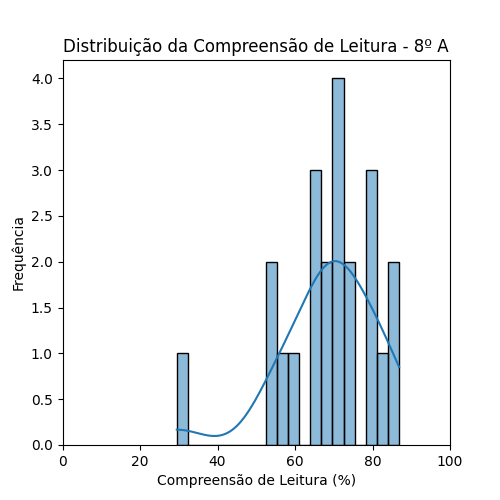 Distribuição da Compreensão de Leitura - 8º A
4.0
3.5
3.0
2.5
2.0
1.5
1.0
0.5
0.0
Frequência
0 20 40 60 80 100
Compreensão de Leitura (%)